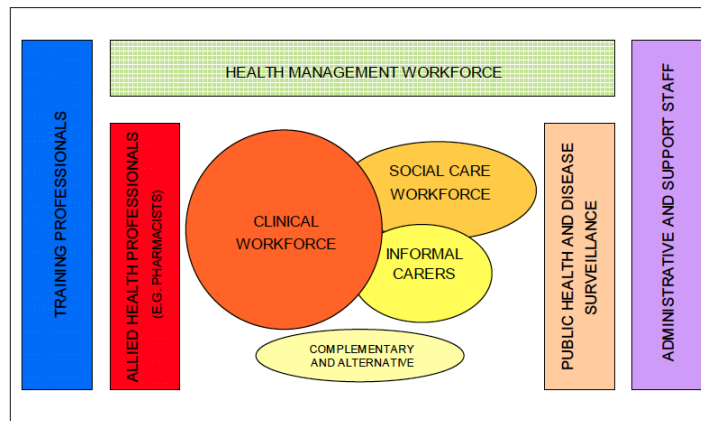 HEALTH MANAGEMENT WORKFORCE
TRAINING PROFESSIONALS
ALLIED HEALTH PROFESSIONALS
(E.G. PHARMACISTS)
CLINICAL
WORKFORCE
SOCIAL CARE
WORKFORCE
INFORMAL
CARERS
COMPLEMENTARY
AND ALTERNATIVE
PUBLIC HEALTH AND DISEASE
SURVEILLANCE
ADMINISTRATIVE AND SUPPORT STAFF